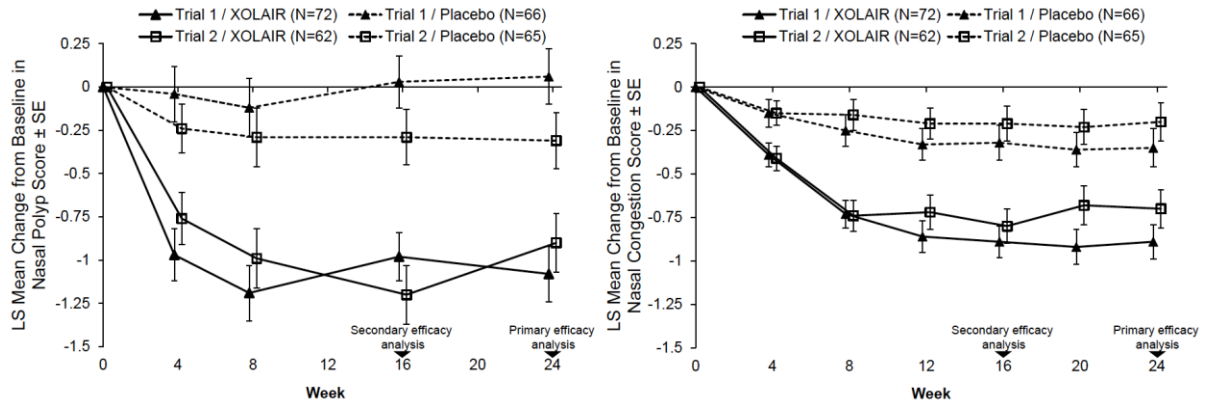 Trial 1 / XOLAIR (N=72) Trial 1 / Placebo (N=66)
Trial 2 / XOLAIR (N=62) Trial 2 / Placebo (N=65)
LS Mean Change from Baseline in
Nasal Polyp Score ± SE
0.25
0
-0.25
-0.5
-0.75
-1
-1.25
-1.5
Secondary efficacy
analysis
Primary efficacy
analysis
0 4 8 12 16 20 24
Week
Trial 1 / XOLAIR (N=72) Trial 1 / Placebo (N=66)
Trial 2 / XOLAIR (N=62) Trial 2 / Placebo (N=65)
LS Mean Change from Baseline in
Nasal Congestion Score ± SE
0.25
0
-0.25
-0.5
-0.75
-1
-1.25
-1.5
Secondary efficacy
analysis
Primary efficacy
analysis
0 4 8 12 16 20 24
Week